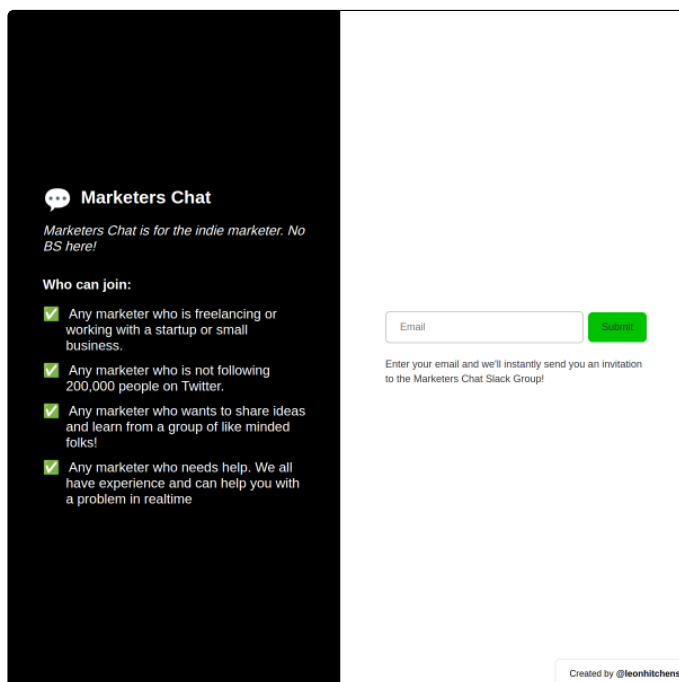 💬 Marketers Chat
Marketers Chat is for the indie marketer. No
BS here!
Who can join:
✅ Any marketer who is freelancing or
working with a startup or small
business.
✅ Any marketer who is not following
200,000 people on Twitter.
✅ Any marketer who wants to share ideas
and learn from a group of like minded
folks!
✅ Any marketer who needs help. We all
have experience and can help you with
a problem in realtime
Email
Submit
Enter your email and we'll instantly send you an invitation
to the Marketers Chat Slack Group!
Created by @leonhitchens